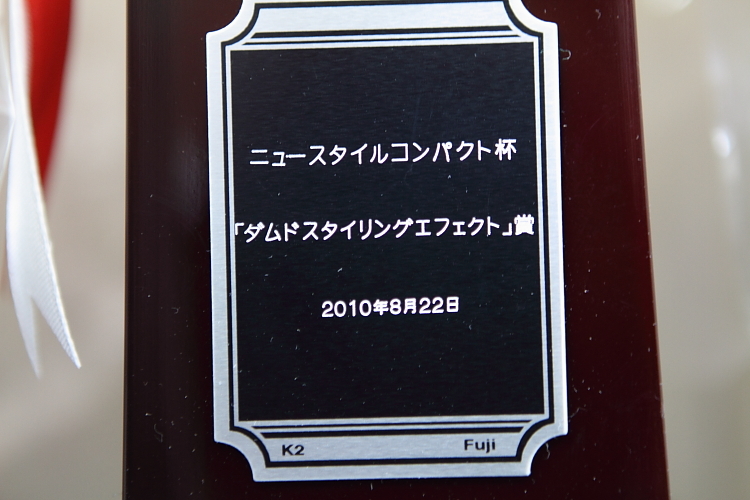 ニュースタイルコンパクト杯
「ダムドスタイリングエフェクト」賞
2010年8月22日
K2 Fuji